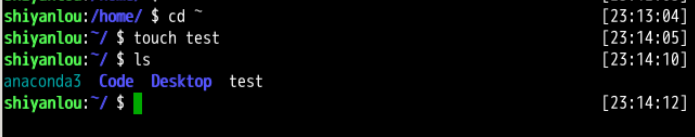 shiyanlou:/home/ $ cd ~ [23:13:04]
shiyanlou:~/ $ touch test [23:14:05]
shiyanlou:~/ $ ls [23:14:10]
anaconda3 Code Desktop test
shiyanlou:~/ $ [23:14:12]